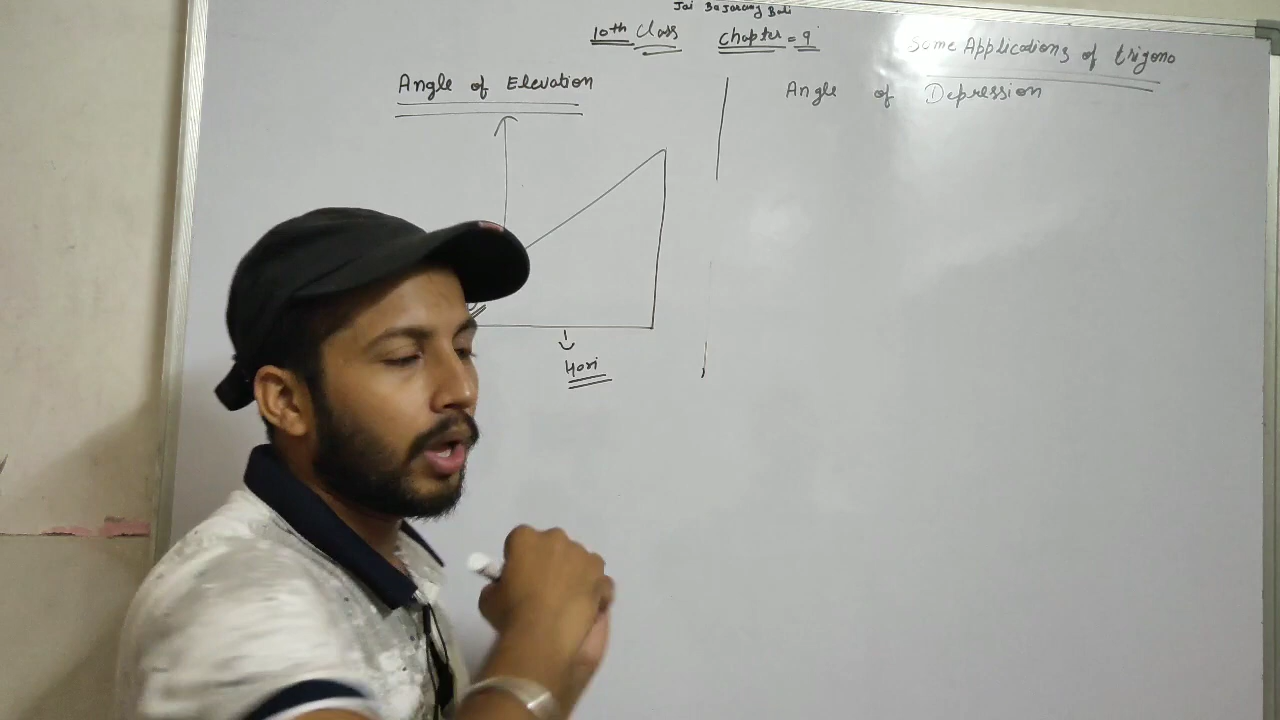 Jai Bajarang Bali
10th Class Chapter = 9
Some Applications of trigono
Angle of Elevation
Angle of Depression
Hori